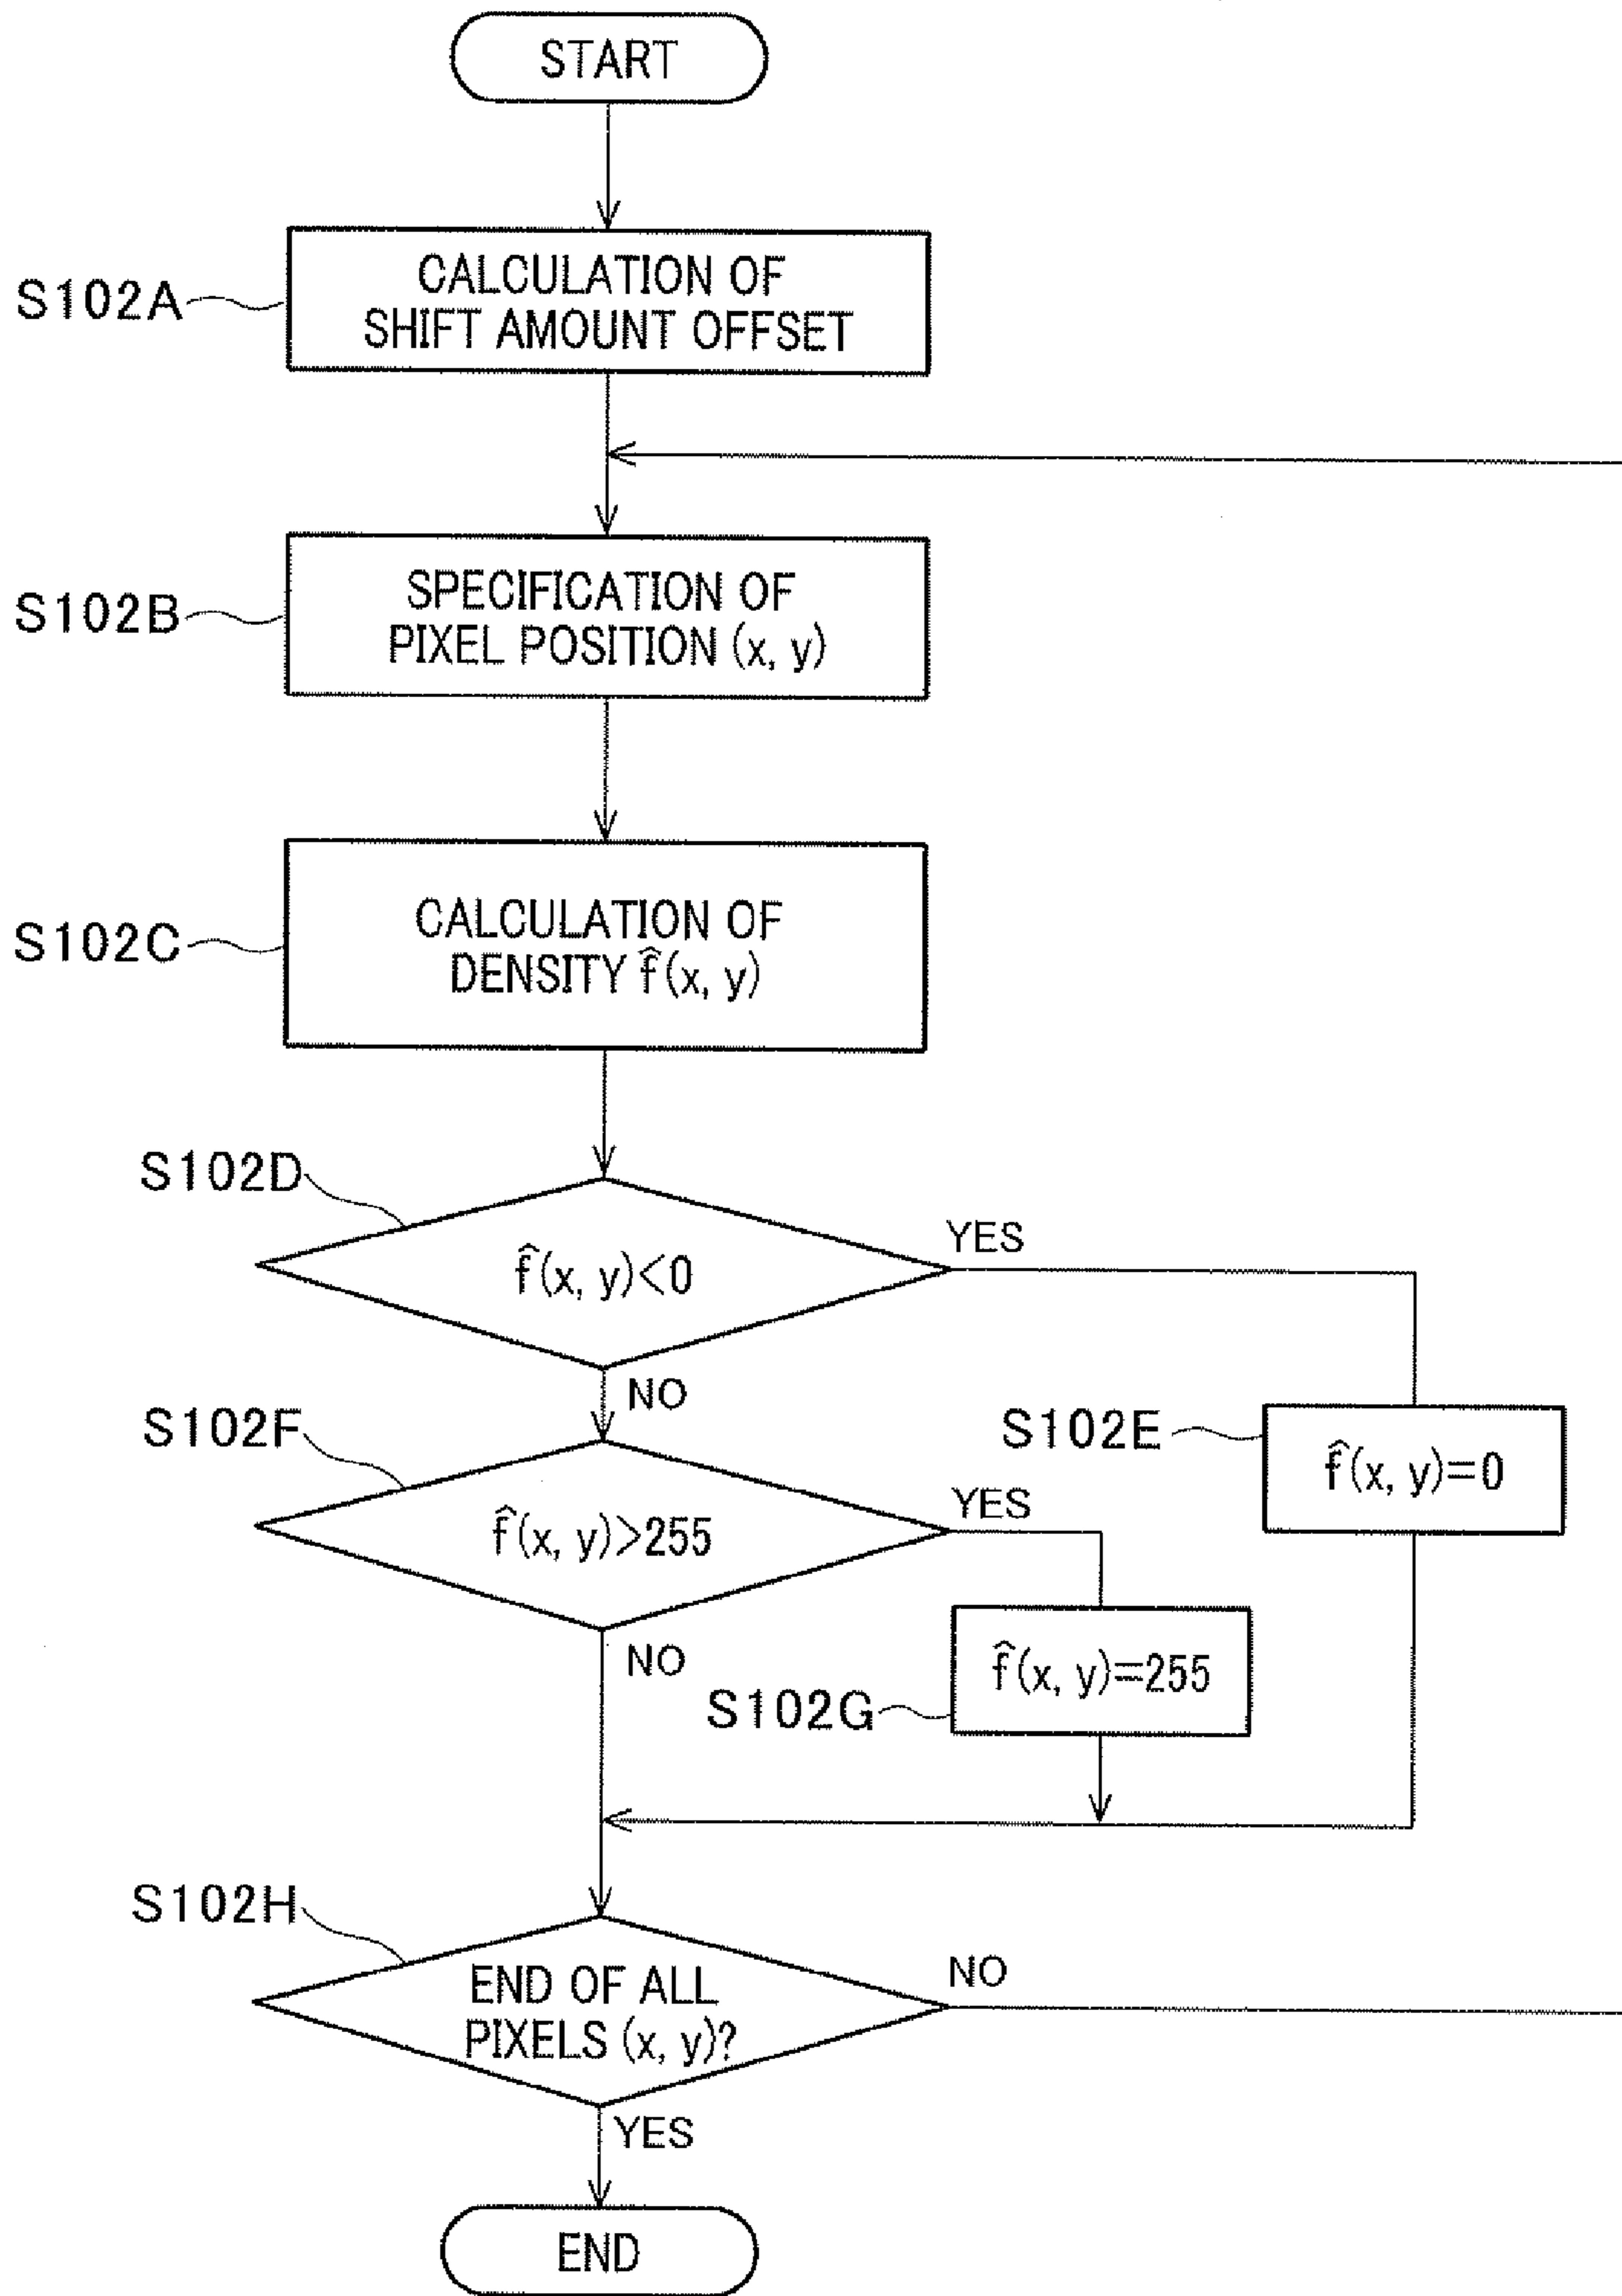 START
S102A
CALCULATION OF
SHIFT AMOUNT OFFSET
S102B
SPECIFICATION OF
PIXEL POSITION (x, y)
S102C
CALCULATION OF
DENSITY f̂(x, y)
S102D
f̂(x, y)<0
YES
NO
S102F
f̂(x, y)>255
YES
S102E
f̂(x, y)=0
NO
S102G
f̂(x, y)=255
S102H
END OF ALL
PIXELS (x, y)?
NO
YES
END